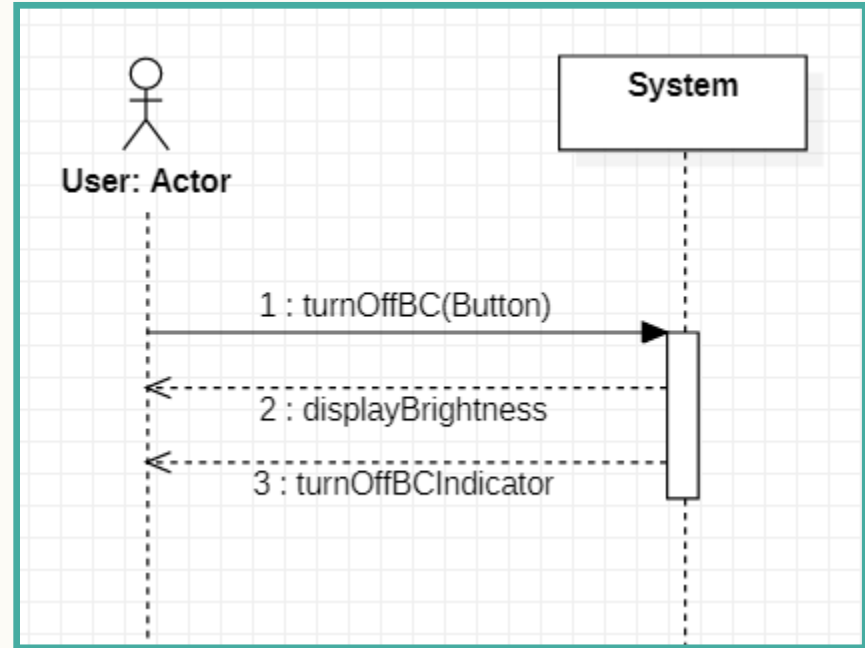 System
User: Actor
1 : turnOffBC(Button)
2 : displayBrightness
3 : turnOffBCIndicator